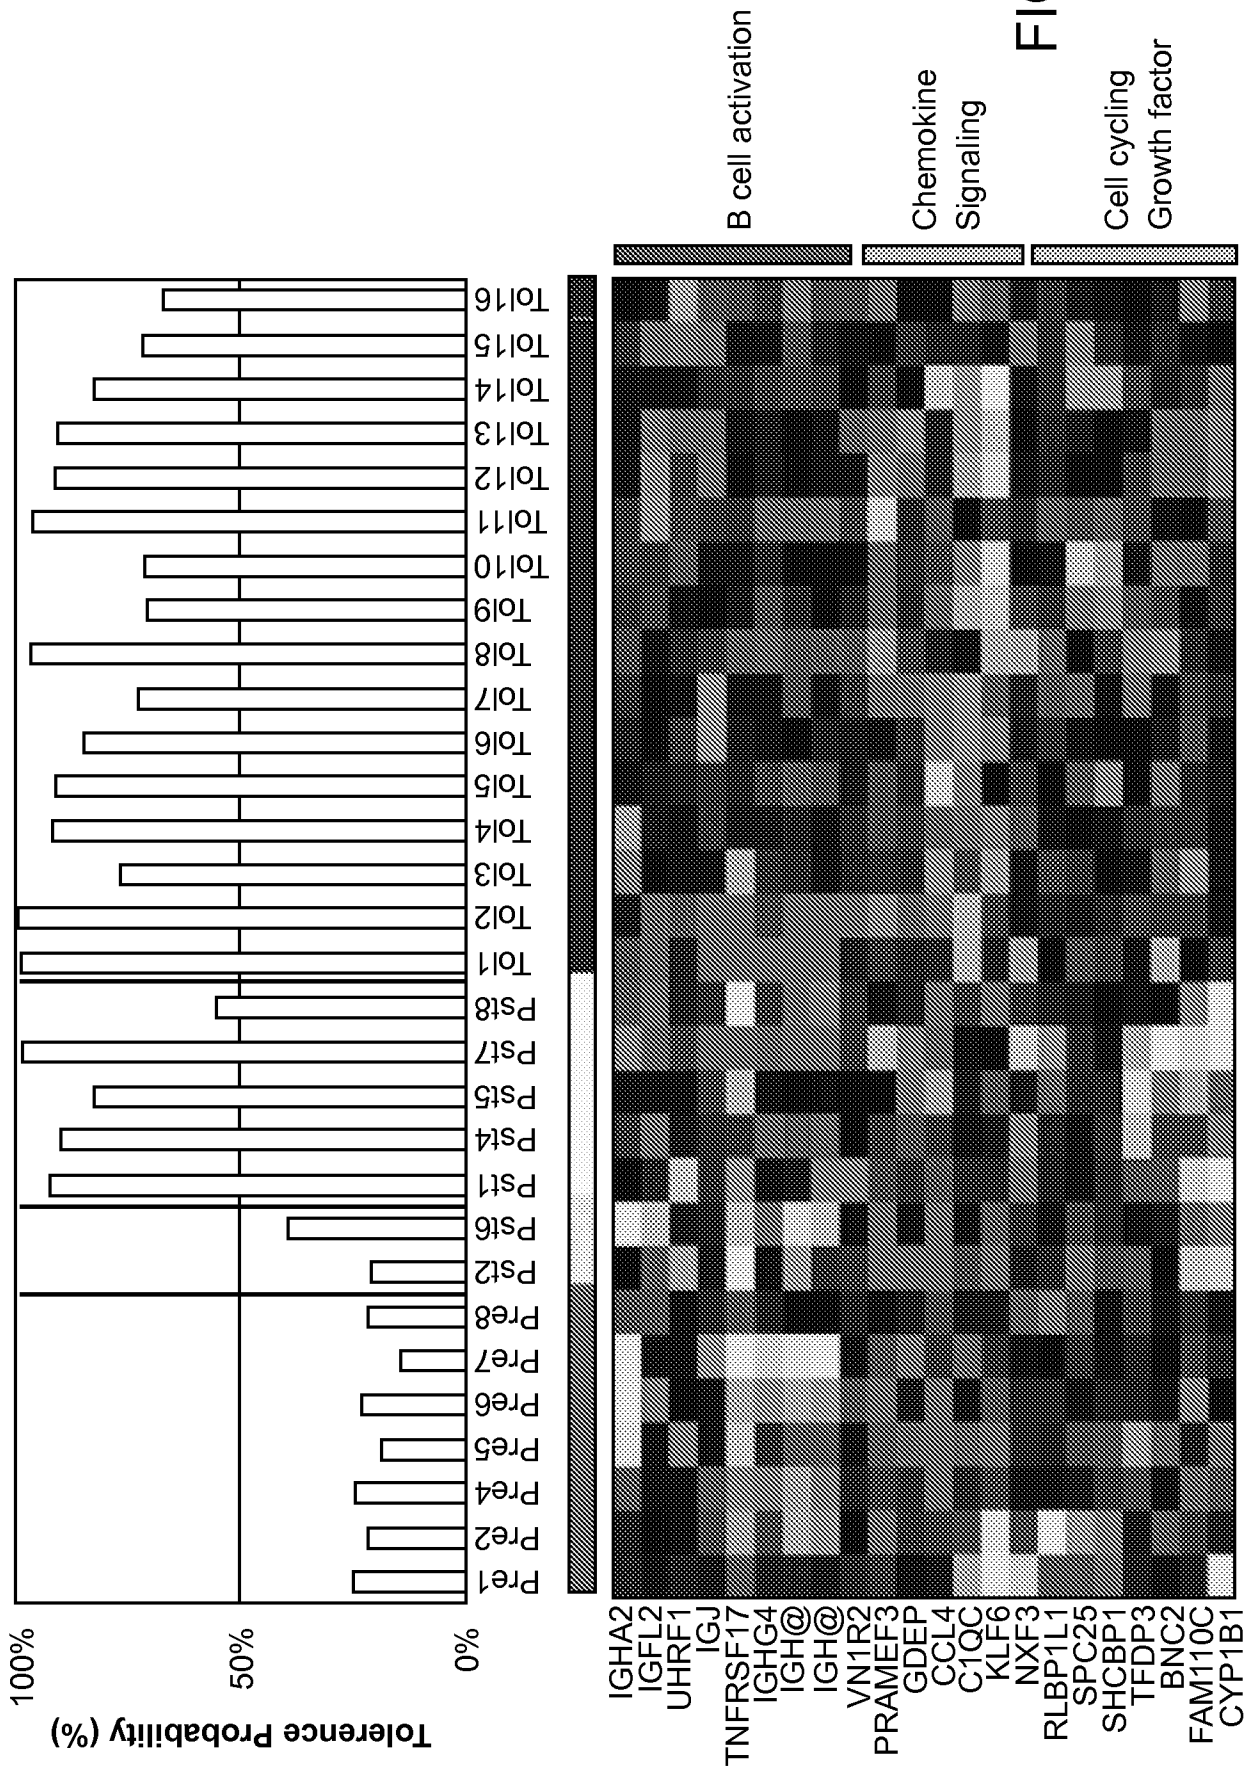 Tolerence Probability (%)
100%
50%
0%
Pre1
Pre2
Pre4
Pre5
Pre6
Pre7
Pre8
Pst2
Pst6
Pst1
Pst4
Pst5
Pst7
Pst8
Tol1
Tol2
Tol3
Tol4
Tol5
Tol6
Tol7
Tol8
Tol9
Tol10
Tol11
Tol12
Tol13
Tol14
Tol15
Tol16
IGHA2
IGFL2
UHRF1
IGJ
TNFRSF17
IGHG4
IGH@
IGH@
VN1R2
PRAMEF3
GDEP
CCL4
C1QC
KLF6
NXF3
RLBP1L1
SPC25
SHCBP1
TFDP3
BNC2
FAM110C
CYP1B1
B cell activation
Chemokine
Signaling
Cell cycling
Growth factor